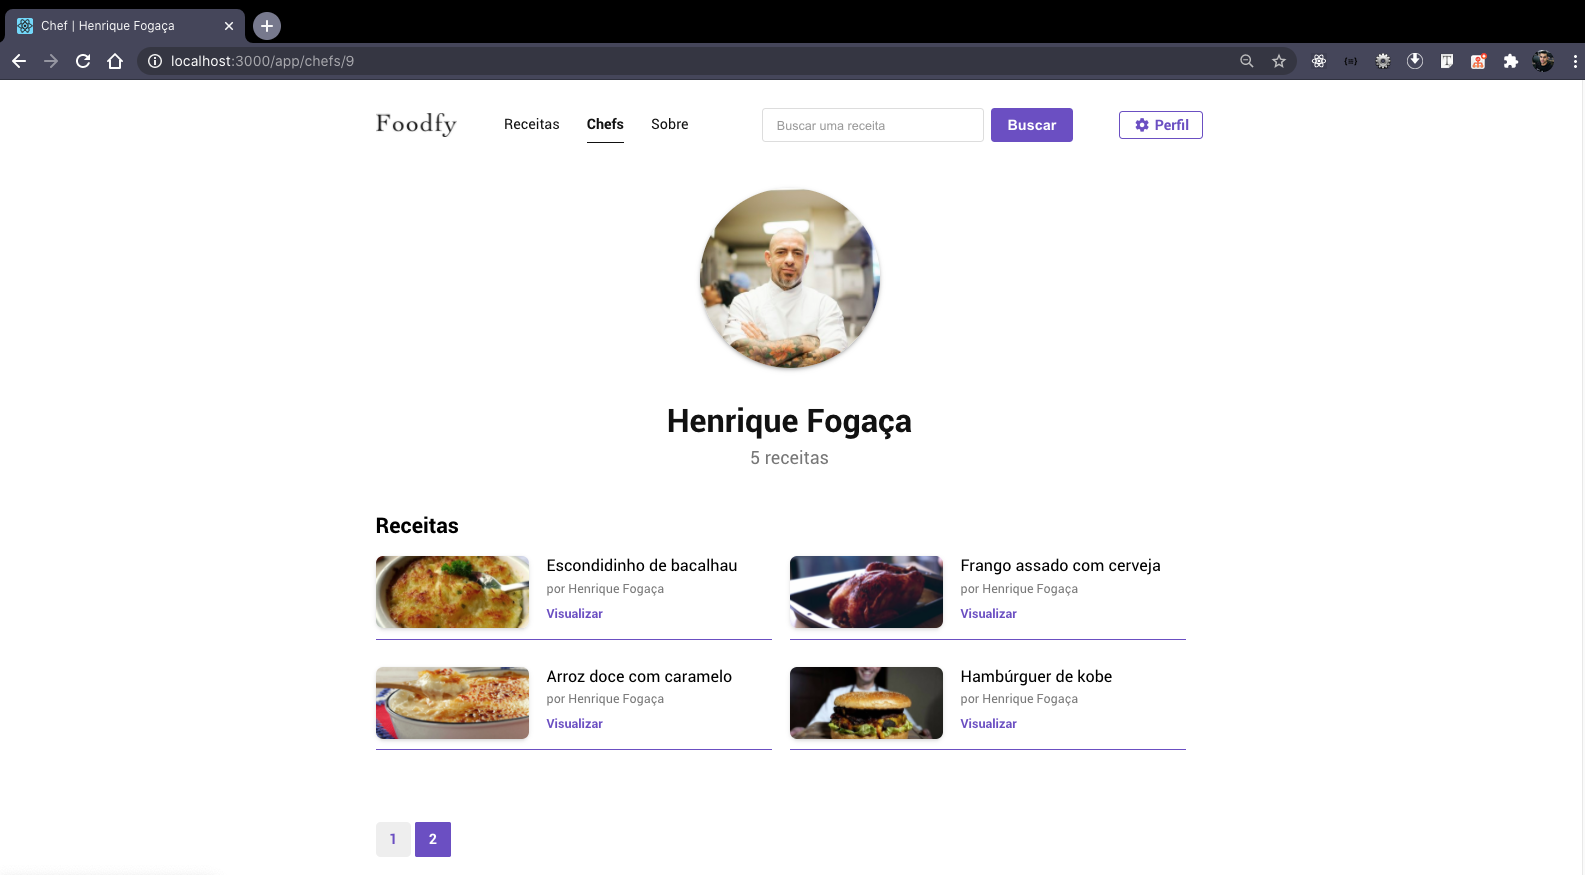 Chef | Henrique Fogaça
localhost:3000/app/chefs/9
Foodfy
Receitas
Chefs
Sobre
Buscar uma receita
Buscar
Perfil
Henrique Fogaça
5 receitas
Receitas
Escondidinho de bacalhau
por Henrique Fogaça
Visualizar
Frango assado com cerveja
por Henrique Fogaça
Visualizar
Arroz doce com caramelo
por Henrique Fogaça
Visualizar
Hambúrguer de kobe
por Henrique Fogaça
Visualizar
1
2